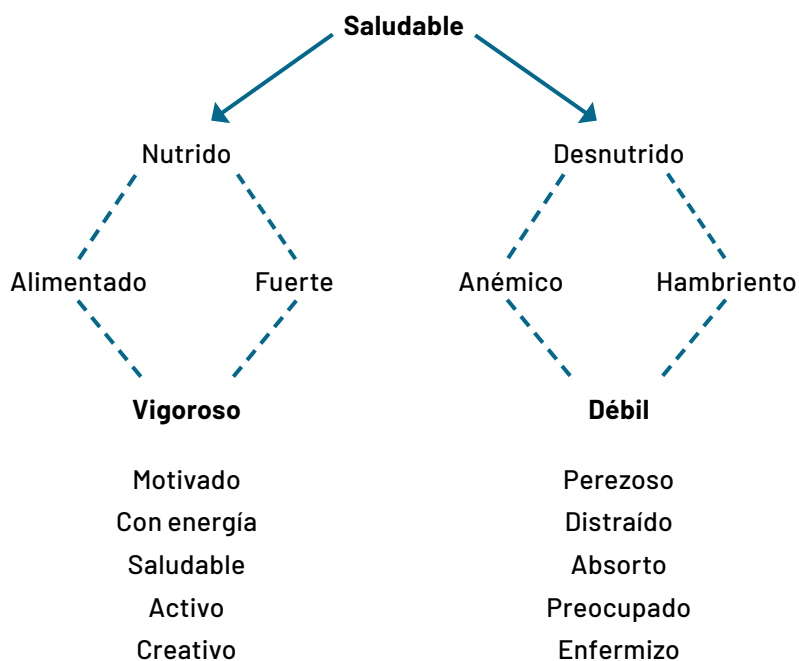 Saludable
Nutrido
Desnutrido
Alimentado
Fuerte
Anémico
Hambriento
Vigoroso
Débil
Motivado
Perezoso
Con energía
Distraído
Saludable
Absorto
Activo
Preocupado
Creativo
Enfermizo